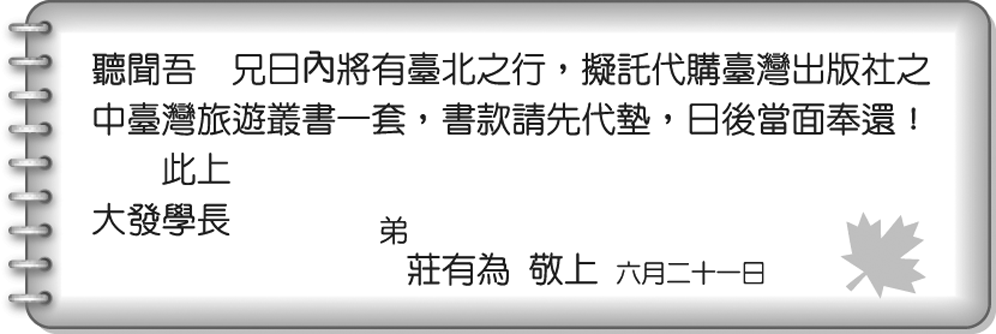 聽聞吾　兄日內將有臺北之行，擬託代購臺灣出版社之
中臺灣旅遊叢書一套，書款請先代墊，日後當面奉還！
此上
大發學長
弟
莊有為 敬上 六月二十一日